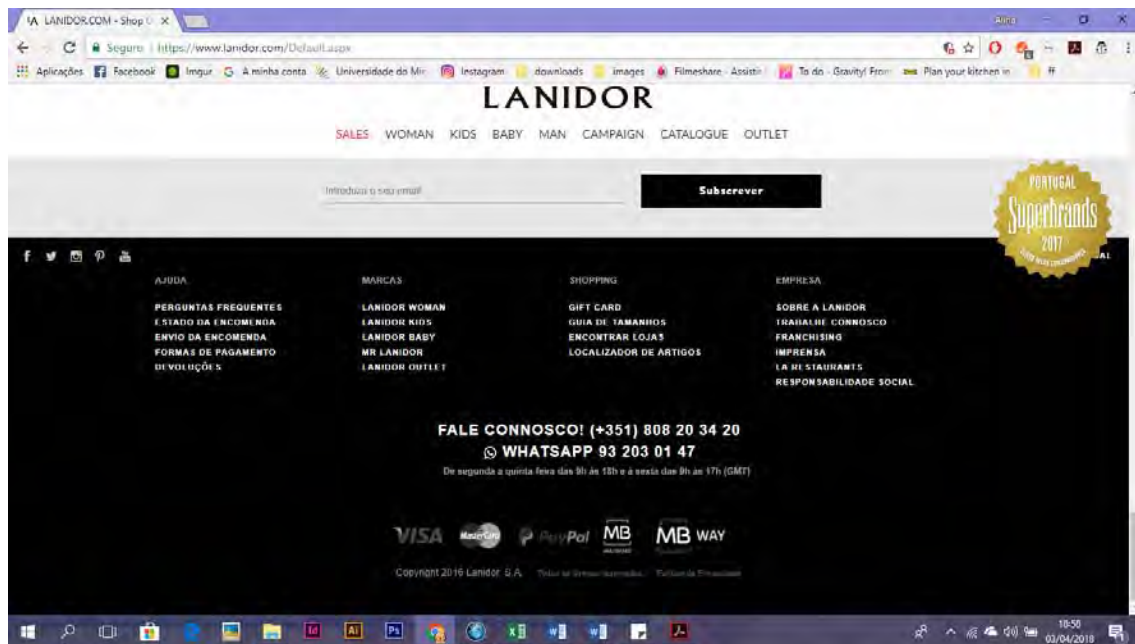 LANIDOR.COM - Shop
Anna
Seguro | https://www.lanidor.com/Default.aspx
Aplicações Facebook Imgur A minha conta Universidade do Mi Instagram downloads images Filmeshare - Assistir To do - Gravity! From Plan your kitchen in ff
LANIDOR
SALES WOMAN KIDS BABY MAN CAMPAIGN CATALOGUE OUTLET
Introduza o seu email Subscrever
PORTUGAL
Superbrands
2017
AJUDA
PERGUNTAS FREQUENTES
ESTADO DA ENCOMENDA
ENVIO DA ENCOMENDA
FORMAS DE PAGAMENTO
DEVOLUÇÕES
MARCAS
LANIDOR WOMAN
LANIDOR KIDS
LANIDOR BABY
MR LANIDOR
LANIDOR OUTLET
SHOPPING
GIFT CARD
GUIA DE TAMANHOS
ENCONTRAR LOJAS
LOCALIZADOR DE ARTIGOS
EMPRESA
SOBRE A LANIDOR
TRABALHE CONNOSCO
FRANCHISING
IMPRENSA
LA RESTAURANTS
RESPONSABILIDADE SOCIAL
FALE CONNOSCO! (+351) 808 20 34 20
WHATSAPP 93 203 01 47
De segunda a quinta feira das 9h às 18h e à sexta das 9h às 17h (GMT)
VISA MasterCard PayPal MB MB WAY
Copyright 2016 Lanidor. S.A.
18:58
03/04/2018